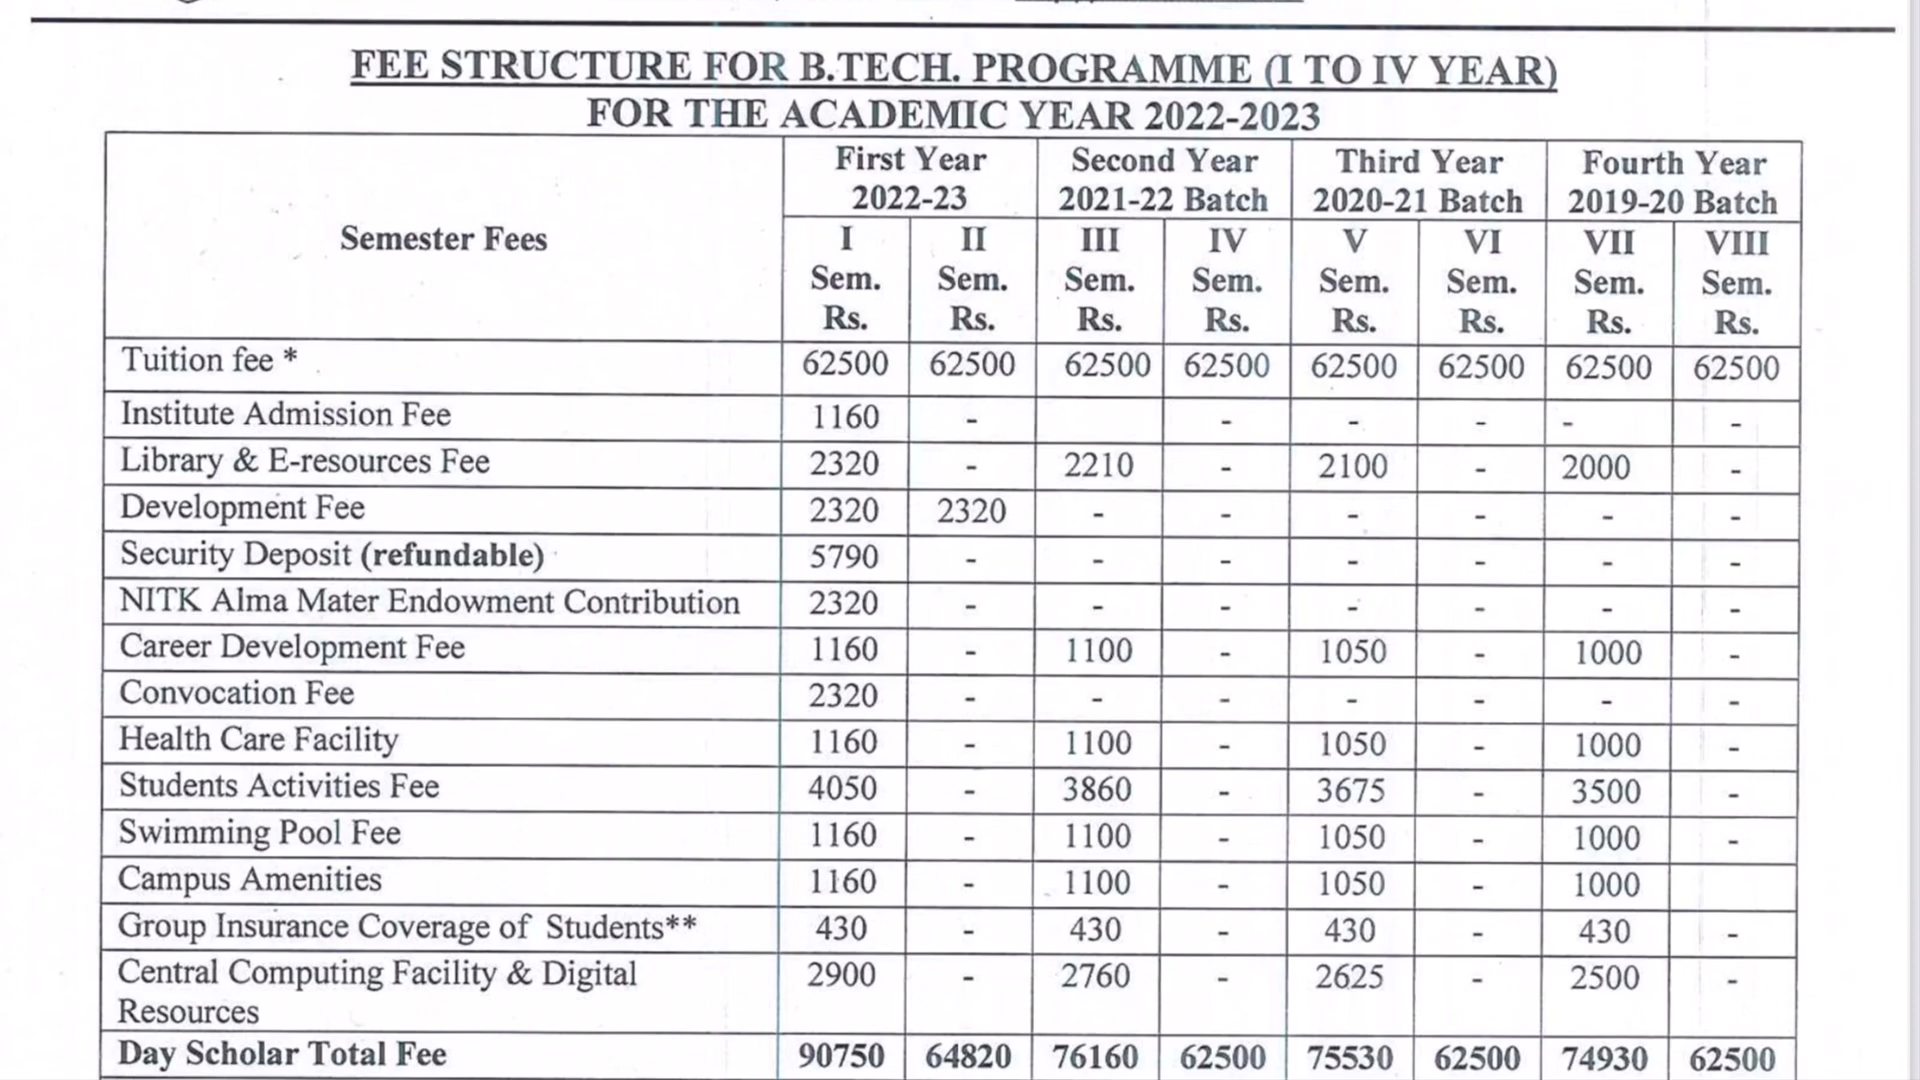 FEE STRUCTURE FOR B.TECH. PROGRAMME (I TO IV YEAR)
FOR THE ACADEMIC YEAR 2022-2023
Semester Fees
First Year Second Year Third Year Fourth Year
2022-23 2021-22 Batch 2020-21 Batch 2019-20 Batch
I II III IV V VI VII VIII
Sem. Sem. Sem. Sem. Sem. Sem. Sem. Sem.
Rs. Rs. Rs. Rs. Rs. Rs. Rs. Rs.
Tuition fee * 62500 62500 62500 62500 62500 62500 62500 62500
Institute Admission Fee 1160 - - - - - -
Library & E-resources Fee 2320 - 2210 - 2100 - 2000 -
Development Fee 2320 2320 - - - - - -
Security Deposit (refundable) 5790 - - - - - - -
NITK Alma Mater Endowment Contribution 2320 - - - - - - -
Career Development Fee 1160 - 1100 - 1050 - 1000 -
Convocation Fee 2320 - - - - - - -
Health Care Facility 1160 - 1100 - 1050 - 1000 -
Students Activities Fee 4050 - 3860 - 3675 - 3500 -
Swimming Pool Fee 1160 - 1100 - 1050 - 1000 -
Campus Amenities 1160 - 1100 - 1050 - 1000
Group Insurance Coverage of Students** 430 - 430 - 430 - 430 -
Central Computing Facility & Digital 2900 - 2760 - 2625 - 2500 -
Resources
Day Scholar Total Fee 90750 64820 76160 62500 75530 62500 74930 62500